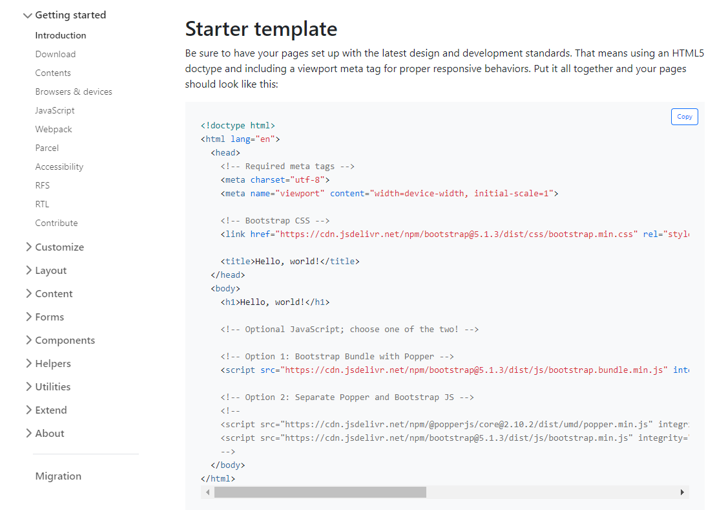 Getting started
Introduction
Download
Contents
Browsers & devices
JavaScript
Webpack
Parcel
Accessibility
RFS
RTL
Contribute
Customize
Layout
Content
Forms
Components
Helpers
Utilities
Extend
About
Migration
Starter template
Be sure to have your pages set up with the latest design and development standards. That means using an HTML5
doctype and including a viewport meta tag for proper responsive behaviors. Put it all together and your pages
should look like this:
Copy
<!doctype html>
<html lang="en">
  <head>
    <!-- Required meta tags -->
    <meta charset="utf-8">
    <meta name="viewport" content="width=device-width, initial-scale=1">
    <!-- Bootstrap CSS -->
    <link href="https://cdn.jsdelivr.net/npm/bootstrap@5.1.3/dist/css/bootstrap.min.css" rel="style
    <title>Hello, world!</title>
  </head>
  <body>
    <h1>Hello, world!</h1>
    <!-- Optional JavaScript; choose one of the two! -->
    <!-- Option 1: Bootstrap Bundle with Popper -->
    <script src="https://cdn.jsdelivr.net/npm/bootstrap@5.1.3/dist/js/bootstrap.bundle.min.js" inte
    <!-- Option 2: Separate Popper and Bootstrap JS -->
    <!--
    <script src="https://cdn.jsdelivr.net/npm/@popperjs/core@2.10.2/dist/umd/popper.min.js" integri
    <script src="https://cdn.jsdelivr.net/npm/bootstrap@5.1.3/dist/js/bootstrap.min.js" integrity="
    -->
  </body>
</html>